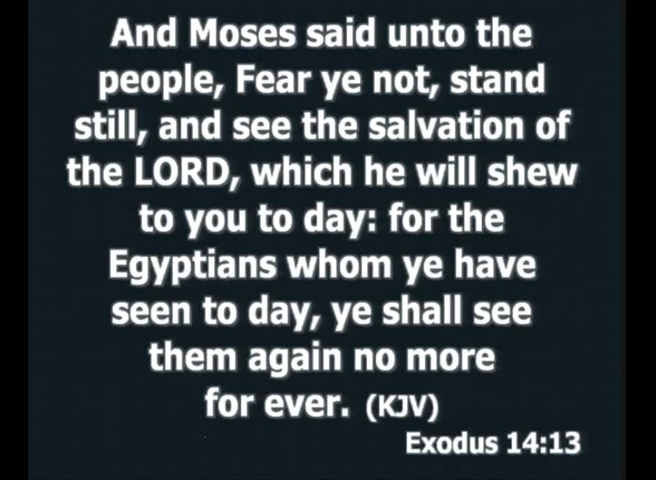 And Moses said unto the
people, Fear ye not, stand
still, and see the salvation of
the LORD, which he will shew
to you to day: for the
Egyptians whom ye have
seen to day, ye shall see
them again no more
for ever. (KJV)
Exodus 14:13